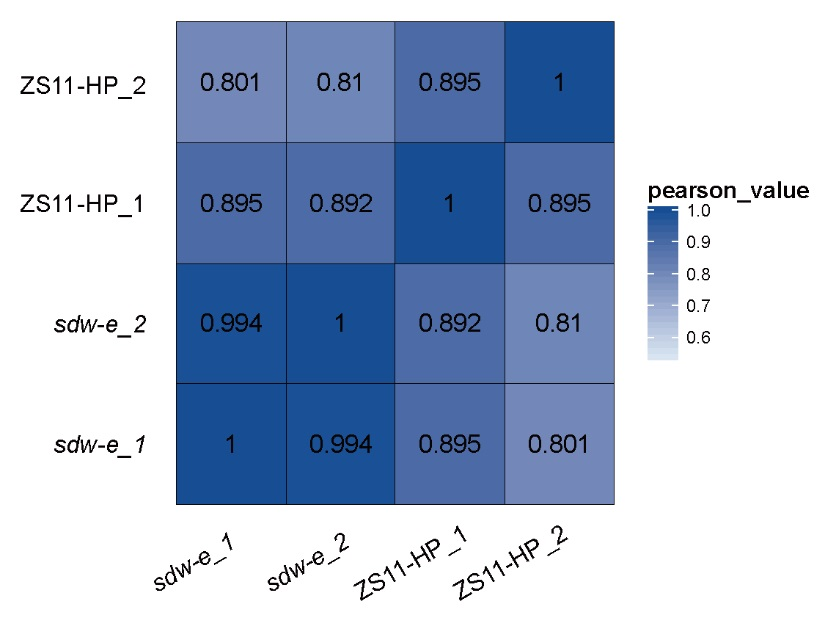 ZS11-HP_2 0.801 0.81 0.895 1
ZS11-HP_1 0.895 0.892 1 0.895
sdw-e_2 0.994 1 0.892 0.81
sdw-e_1 1 0.994 0.895 0.801
sdw-e_1 sdw-e_2 ZS11-HP_1 ZS11-HP_2
pearson_value
1.0
0.9
0.8
0.7
0.6